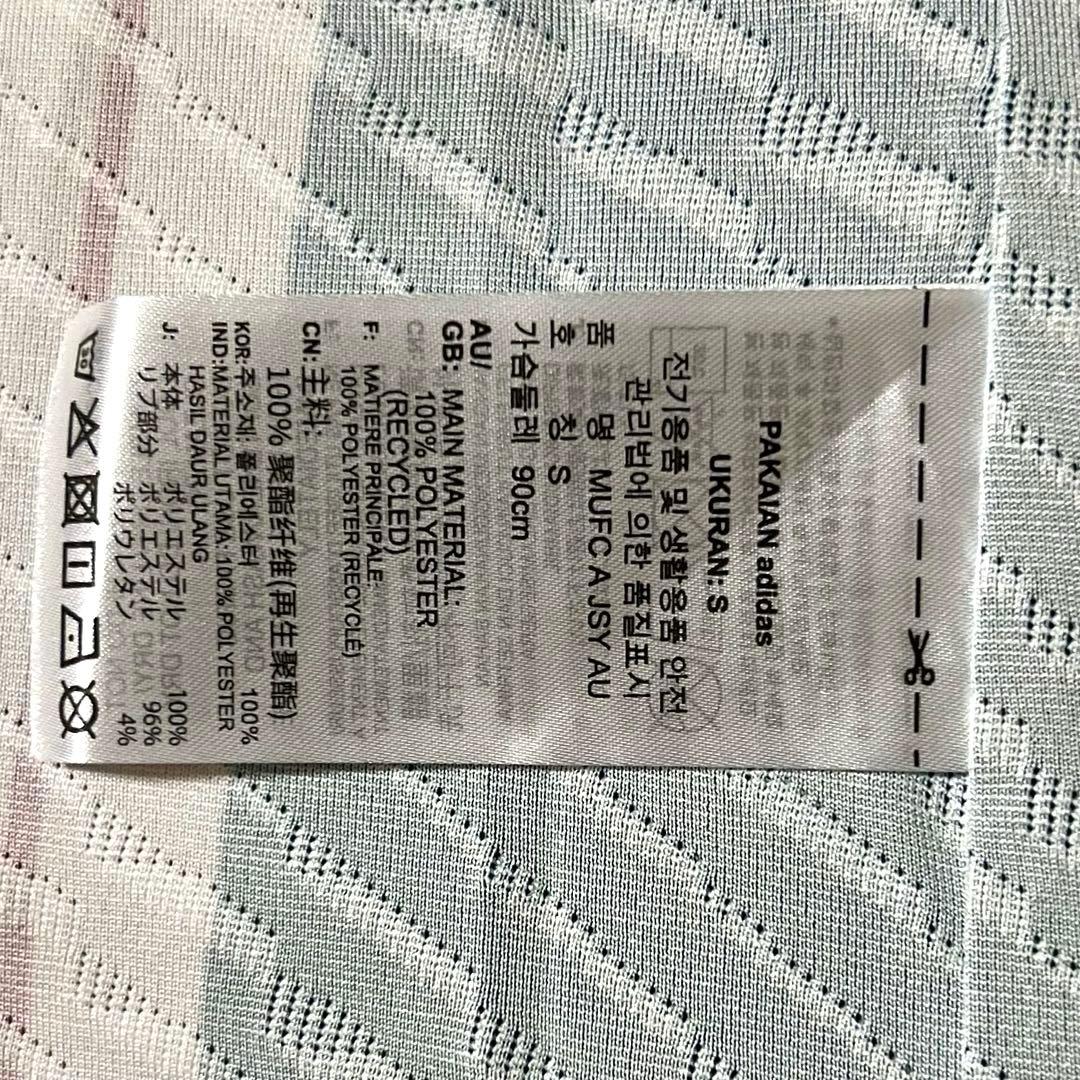 PAKAIAN adidas
UKURAN: S
전기용품 및 생활용품 안전
관리법에 의한 품질표시
품 명 MUFC A JSY AU
호 칭 S
가슴둘레 90cm
AU/
GB: MAIN MATERIAL:
100% POLYESTER
(RECYCLED)
F: MATIERE PRINCIPALE:
100% POLYESTER (RECYCLÉ)
CN: 主料:
100% 聚酯纤维(再生聚酯)
KOR: 주소재: 폴리에스터 100%
IND: MATERIAL UTAMA: 100% POLYESTER
HASIL DAUR ULANG
J: 本体 ポリエステル 100%
リブ部分 ポリエステル 96%
ポリウレタン 4%